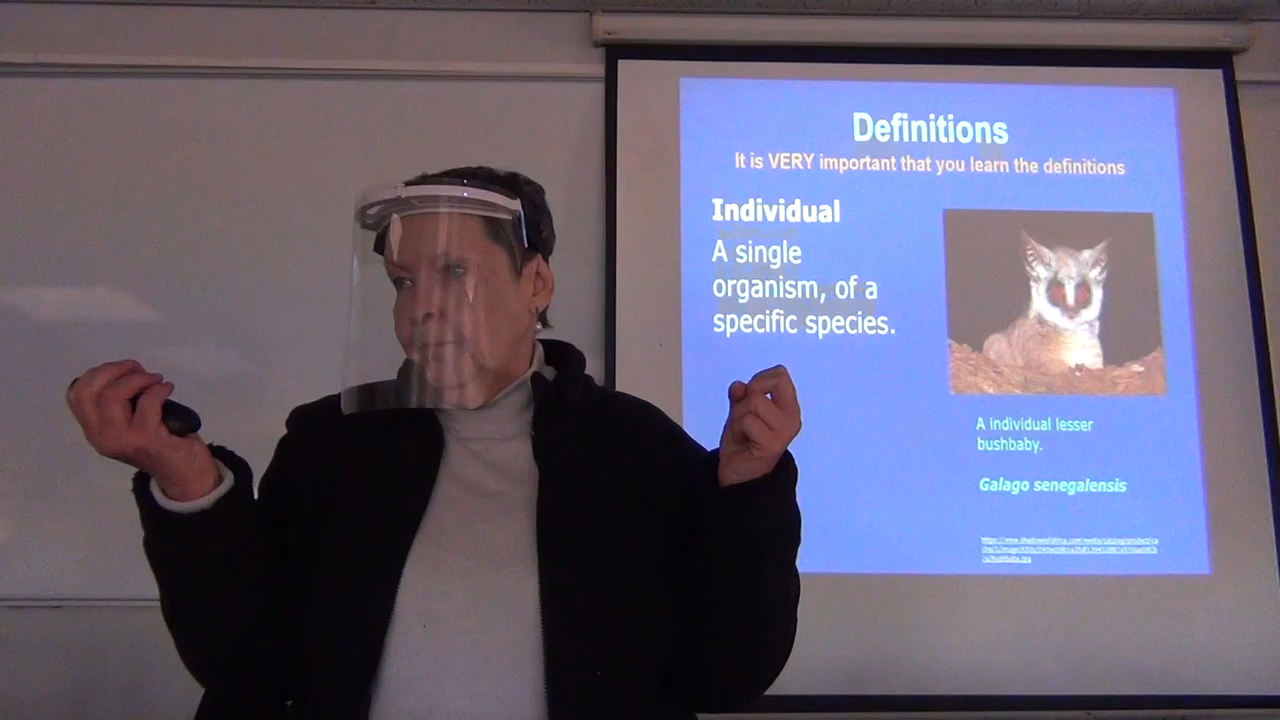 Definitions
It is VERY important that you learn the definitions
Individual
A single
organism, of a
specific species.
A individual lesser
bushbaby.
Galago senegalensis